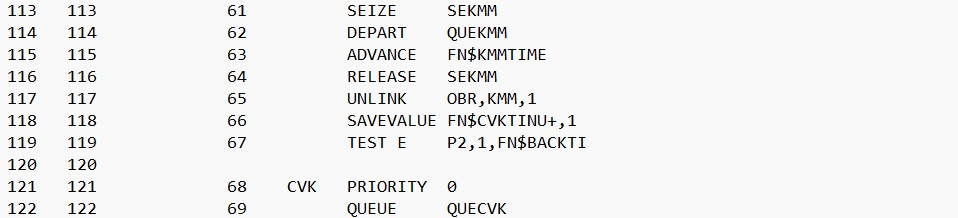 113 113 61 SEIZE SEKMM
114 114 62 DEPART QUEKMM
115 115 63 ADVANCE FN$KMMTIME
116 116 64 RELEASE SEKMM
117 117 65 UNLINK OBR,KMM,1
118 118 66 SAVEVALUE FN$CVKTINU+,1
119 119 67 TEST E P2,1,FN$BACKTI
120 120
121 121 68 CVK PRIORITY 0
122 122 69 QUEUE QUECVK